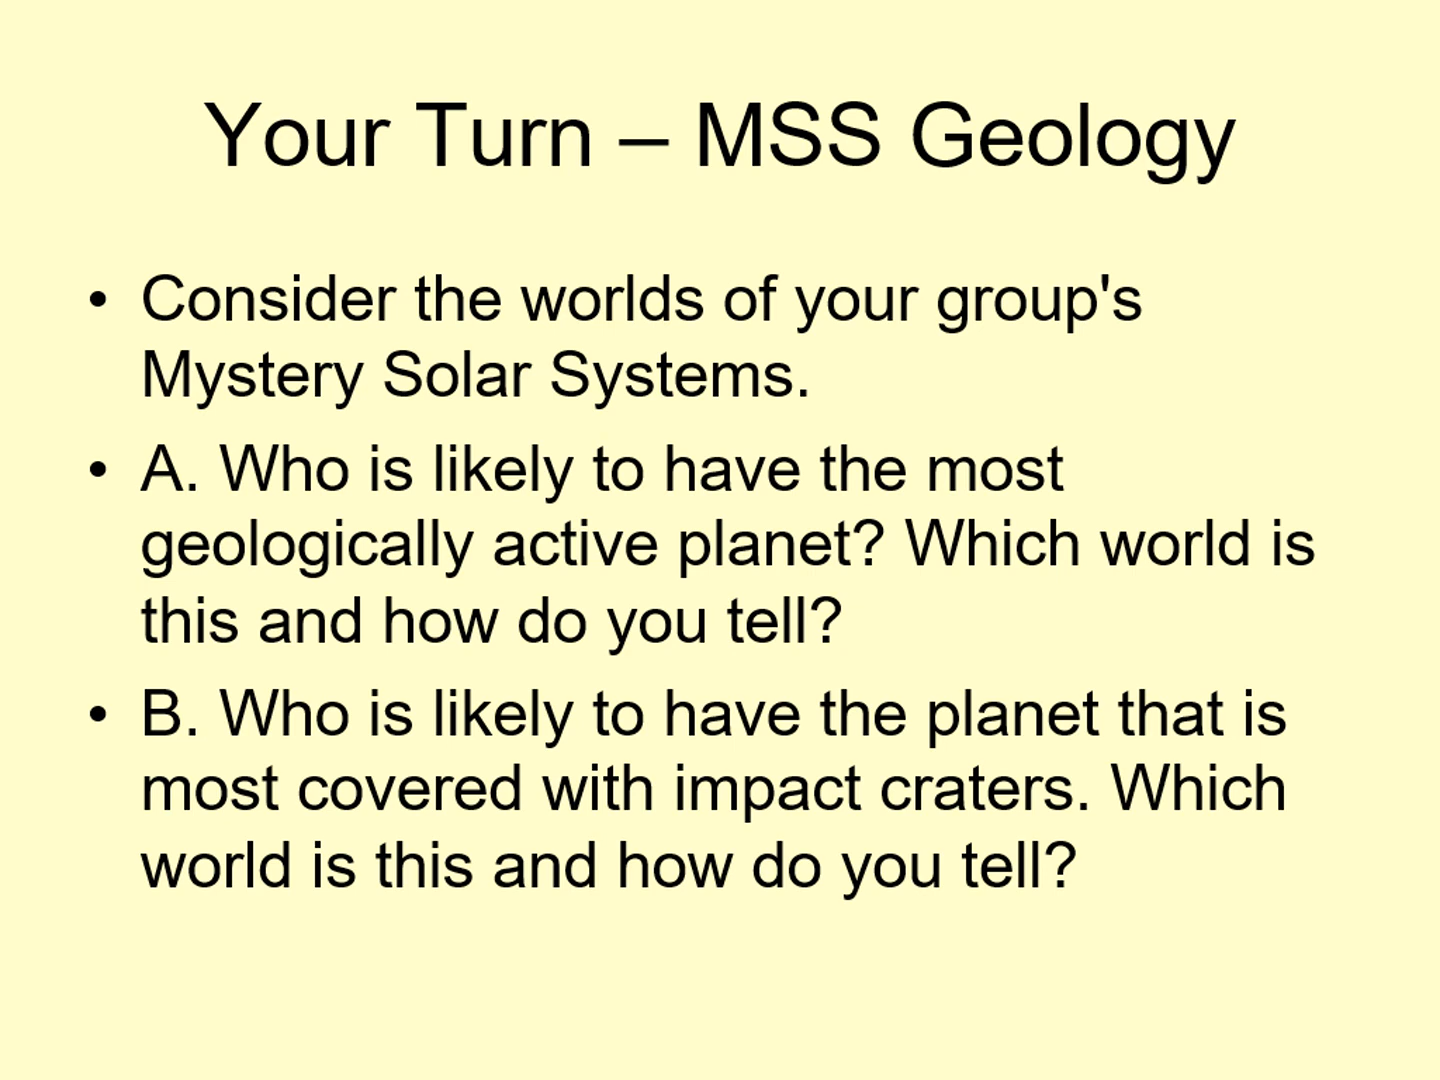 Your Turn – MSS Geology
• Consider the worlds of your group's
Mystery Solar Systems.
• A. Who is likely to have the most
geologically active planet? Which world is
this and how do you tell?
• B. Who is likely to have the planet that is
most covered with impact craters. Which
world is this and how do you tell?